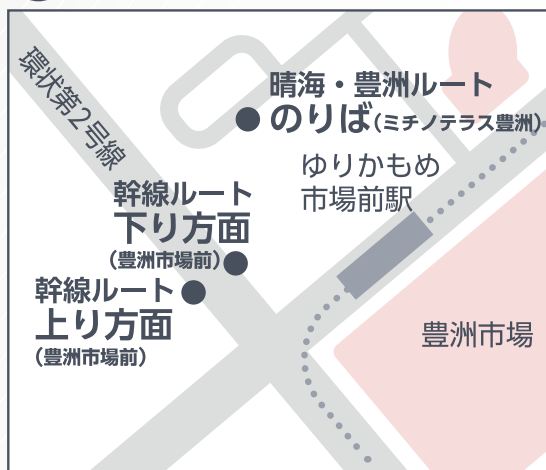 環状第2号線
晴海・豊洲ルート
のりば(ミチノテラス豊洲)
ゆりかもめ
市場前駅
幹線ルート
下り方面
(豊洲市場前)
幹線ルート
上り方面
(豊洲市場前)
豊洲市場